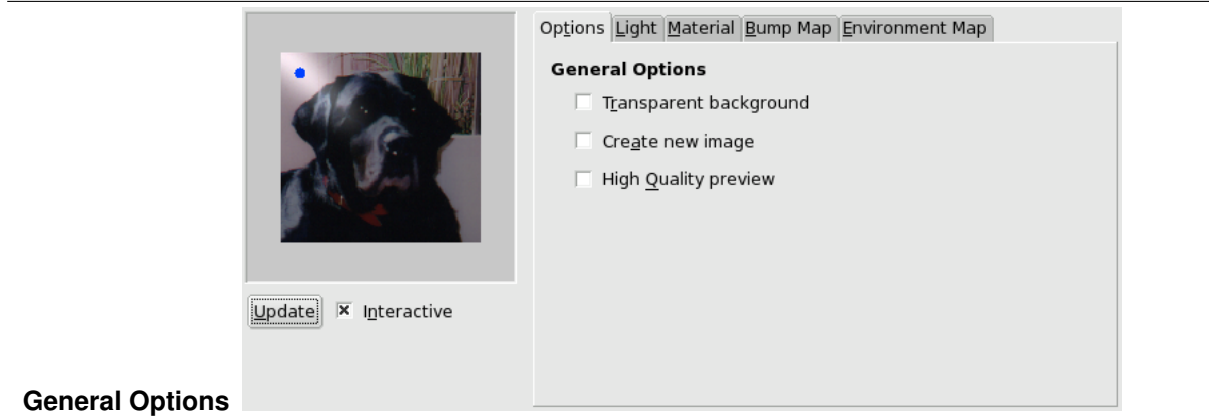 Options Light Material Bump Map Environment Map
General Options
Transparent background
Create new image
High Quality preview
Update Interactive
General Options